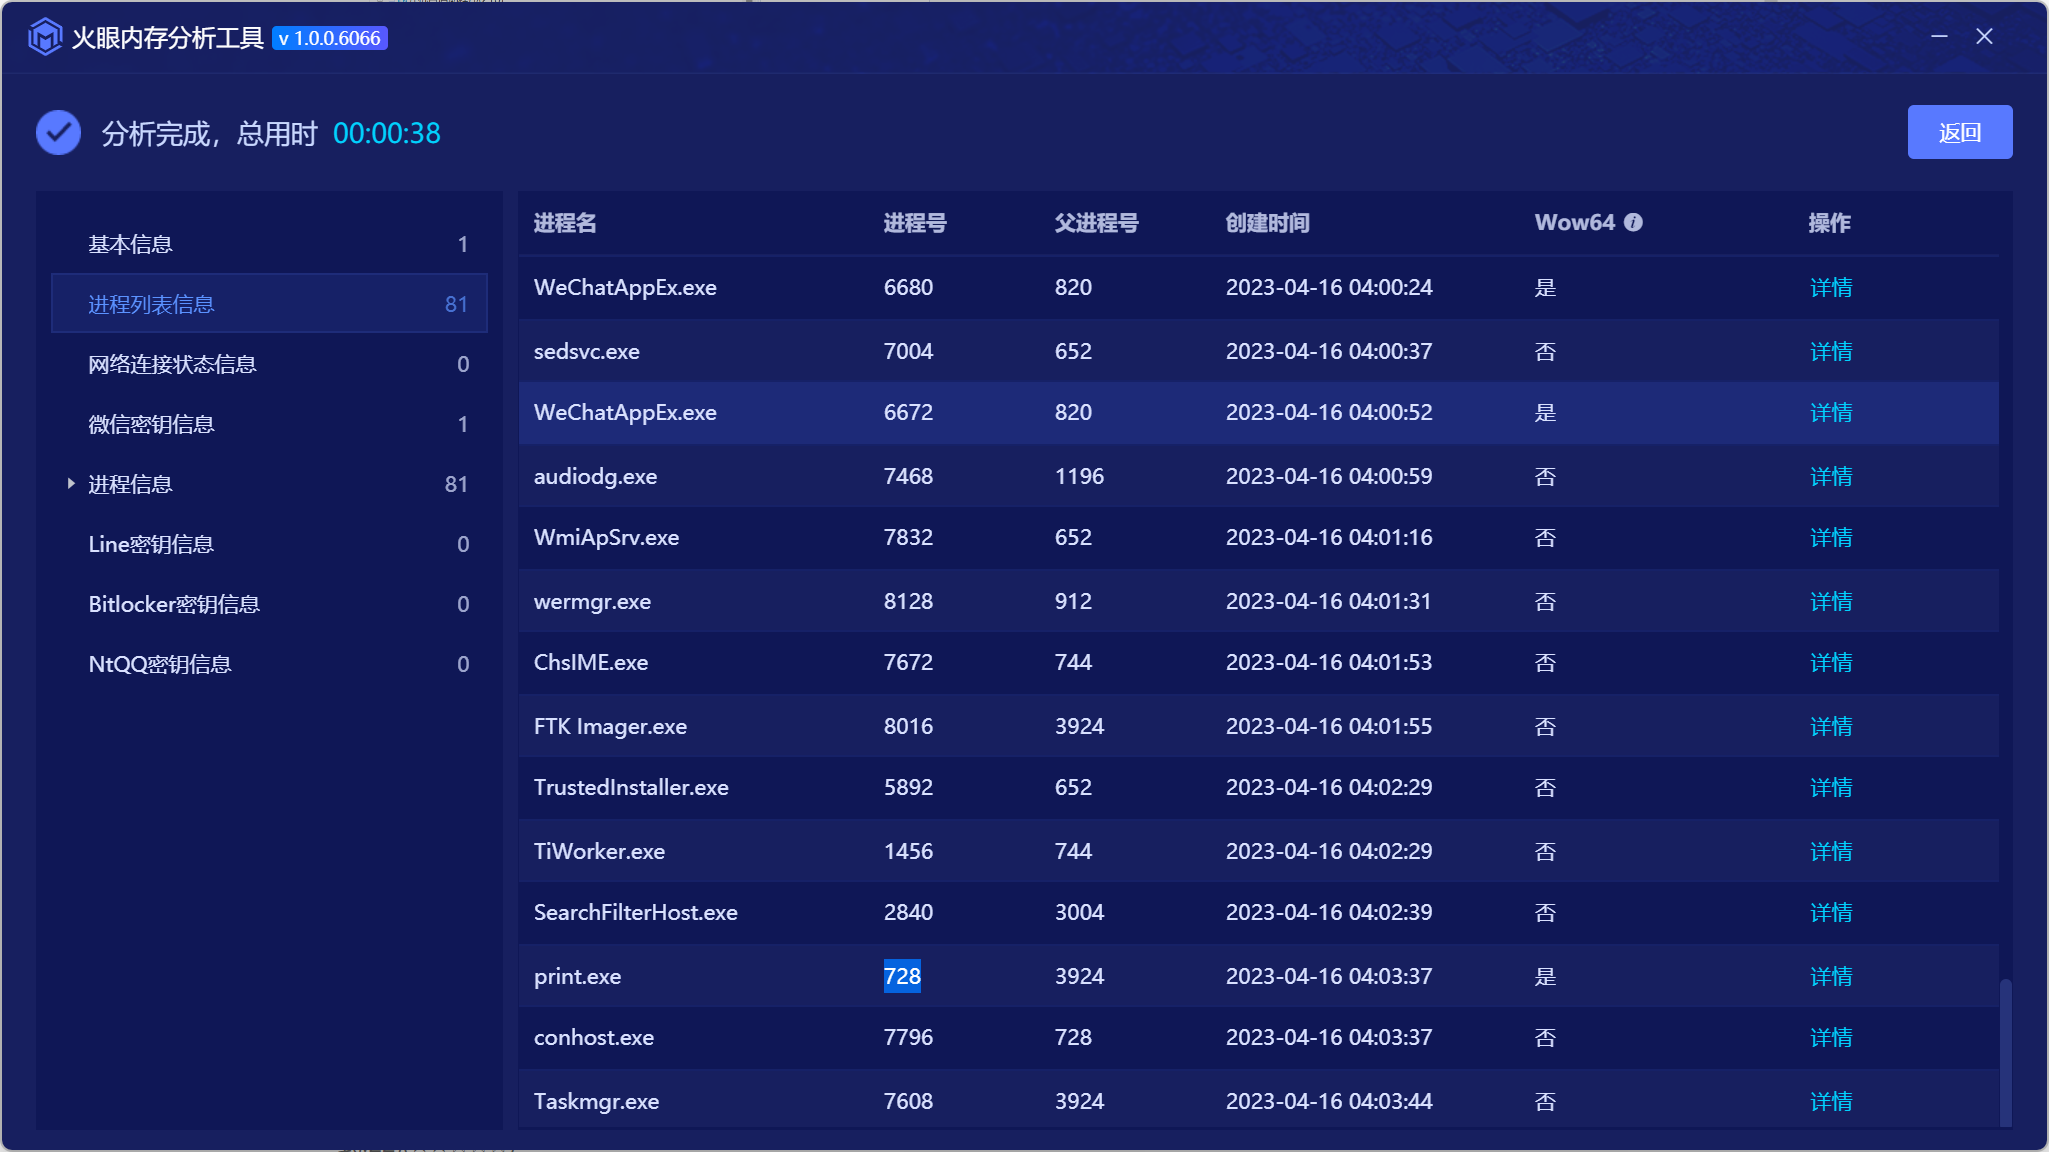 火眼内存分析工具 v 1.0.0.6066
分析完成，总用时 00:00:38
返回
基本信息 1
进程列表信息 81
网络连接状态信息 0
微信密钥信息 1
进程信息 81
Line密钥信息 0
Bitlocker密钥信息 0
NtQQ密钥信息 0
进程名 进程号 父进程号 创建时间 Wow64 操作
WeChatAppEx.exe 6680 820 2023-04-16 04:00:24 是 详情
sedsvc.exe 7004 652 2023-04-16 04:00:37 否 详情
WeChatAppEx.exe 6672 820 2023-04-16 04:00:52 是 详情
audiodg.exe 7468 1196 2023-04-16 04:00:59 否 详情
WmiApSrv.exe 7832 652 2023-04-16 04:01:16 否 详情
wermgr.exe 8128 912 2023-04-16 04:01:31 否 详情
ChsIME.exe 7672 744 2023-04-16 04:01:53 否 详情
FTK Imager.exe 8016 3924 2023-04-16 04:01:55 否 详情
TrustedInstaller.exe 5892 652 2023-04-16 04:02:29 否 详情
TiWorker.exe 1456 744 2023-04-16 04:02:29 否 详情
SearchFilterHost.exe 2840 3004 2023-04-16 04:02:39 否 详情
print.exe 728 3924 2023-04-16 04:03:37 是 详情
conhost.exe 7796 728 2023-04-16 04:03:37 否 详情
Taskmgr.exe 7608 3924 2023-04-16 04:03:44 否 详情